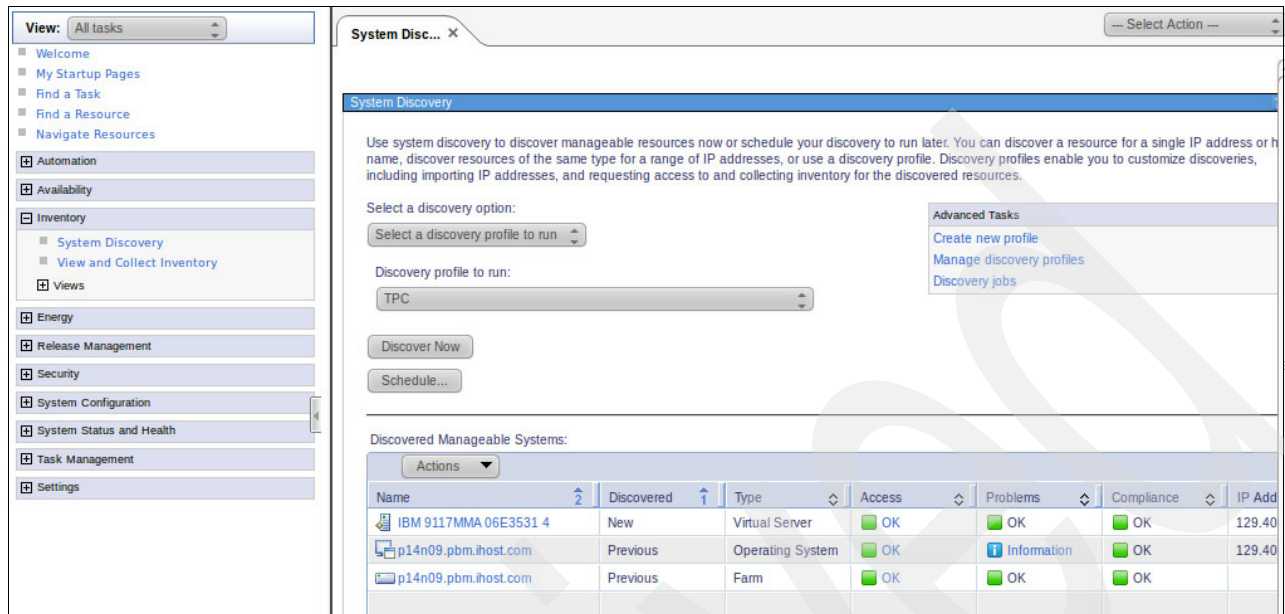 View: All tasks
Welcome
My Startup Pages
Find a Task
Find a Resource
Navigate Resources
Automation
Availability
Inventory
System Discovery
View and Collect Inventory
Views
Energy
Release Management
Security
System Configuration
System Status and Health
Task Management
Settings
System Disc...
--- Select Action ---
System Discovery
Use system discovery to discover manageable resources now or schedule your discovery to run later. You can discover a resource for a single IP address or h
name, discover resources of the same type for a range of IP addresses, or use a discovery profile. Discovery profiles enable you to customize discoveries,
including importing IP addresses, and requesting access to and collecting inventory for the discovered resources.
Select a discovery option:
Select a discovery profile to run
Discovery profile to run:
TPC
Discover Now
Schedule...
Advanced Tasks
Create new profile
Manage discovery profiles
Discovery jobs
Discovered Manageable Systems:
Actions
Name 2 Discovered 1 Type Access Problems Compliance IP Add
IBM 9117MMA 06E3531 4 New Virtual Server OK OK OK 129.40
p14n09.pbm.ihost.com Previous Operating System OK Information OK 129.40
p14n09.pbm.ihost.com Previous Farm OK OK OK